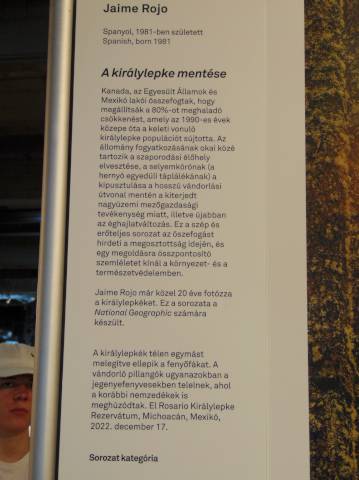 Jaime Rojo
Spanyol, 1981-ben született
Spanish, born 1981
A királylepke mentése
Kanada, az Egyesült Államok és
Mexikó lakói összefogtak, hogy
megállítsák a 80%-ot meghaladó
csökkenést, amely az 1990-es évek
közepe óta a keleti vonuló
királylepke populációt sújtotta. Az
állomány fogyatkozásának okai közé
tartozik a szaporodási élőhely
elvesztése, a selyemkórónak (a
hernyó egyedüli táplálékának) a
kipusztulása a hosszú vándorlási
útvonal mentén a kiterjedt
nagyüzemi mezőgazdasági
tevékenység miatt, illetve újabban
az éghajlatváltozás. Ez a szép és
erőteljes sorozat az összefogást
hirdeti a megosztottság idején, és
egy megoldásra összpontosító
szemléletet kínál a környezet- és a
természetvédelemben.
Jaime Rojo már közel 20 éve fotózza
a királylepkéket. Ez a sorozata a
National Geographic számára
készült.
A királylepkék télen egymást
melegítve ellepik a fenyőfákat. A
vándorló pillangók ugyanazokban a
jegenyefenyvesekben telelnek, ahol
a korábbi nemzedékek is
meghúzódtak. El Rosario Királylepke
Rezervátum, Michoacán, Mexikó,
2022. december 17.
Sorozat kategória